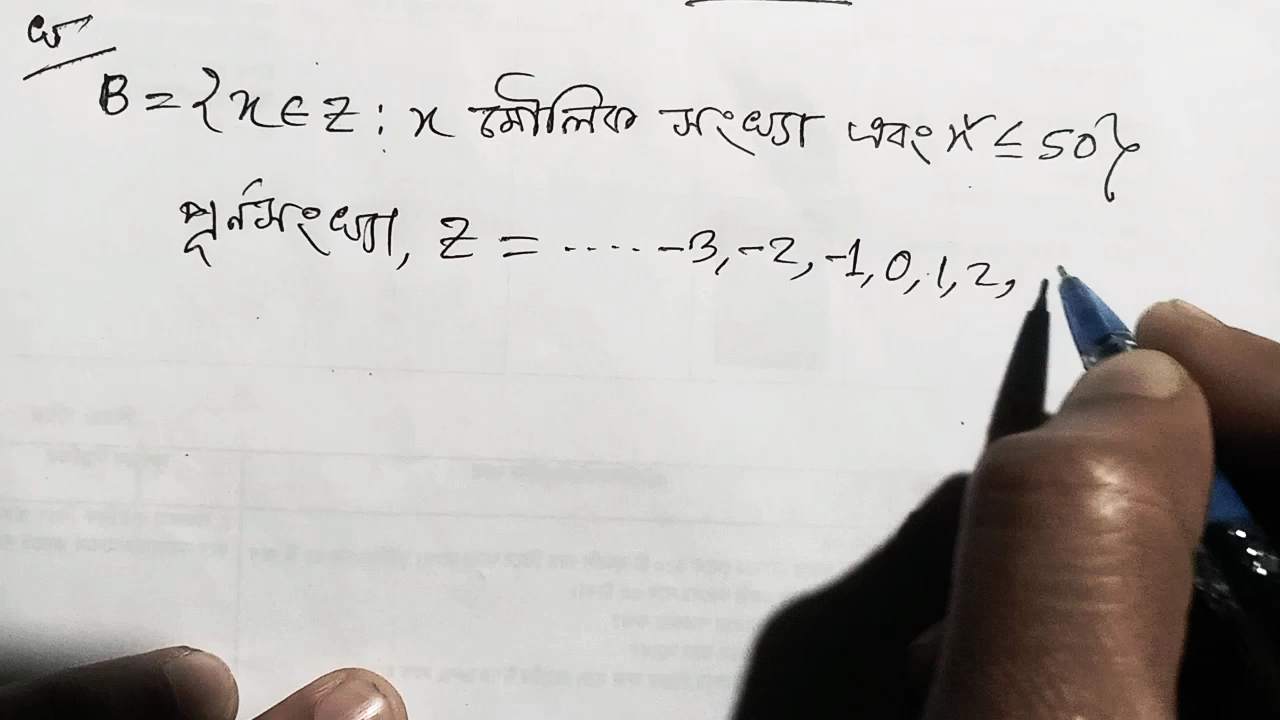 খ
B = {x ∈ Z : x মৌলিক সংখ্যা এবং x² ≤ 50}
পূর্ণসংখ্যা, Z = ..... -3, -2, -1, 0, 1, 2,